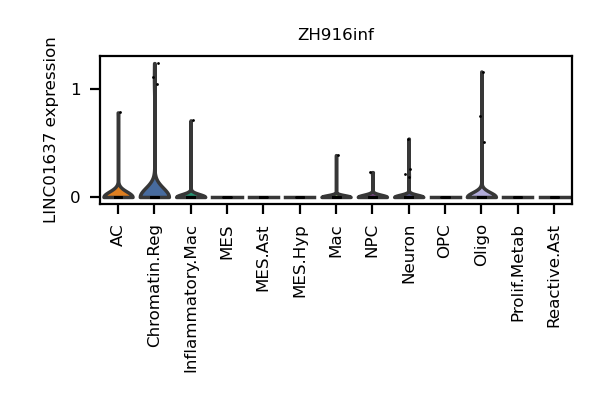 ZH916inf
LINC01637 expression
1
0
AC
Chromatin.Reg
Inflammatory.Mac
MES
MES.Ast
MES.Hyp
Mac
NPC
Neuron
OPC
Oligo
Prolif.Metab
Reactive.Ast